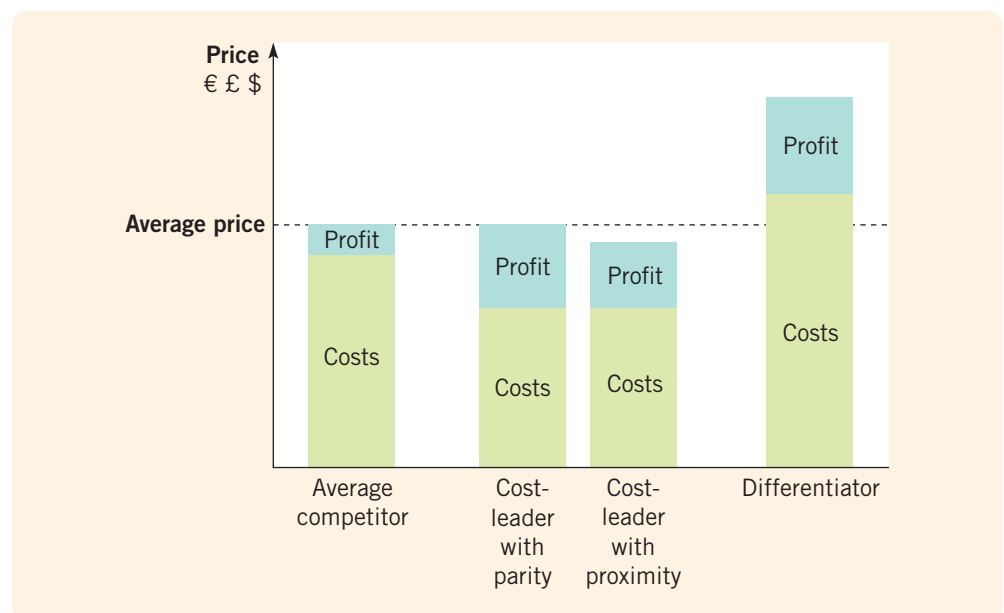 Price
€ £ $
Average price
Profit
Costs
Profit
Costs
Profit
Costs
Profit
Costs
Average
competitor
Cost-
leader
with
parity
Cost-
leader
with
proximity
Differentiator